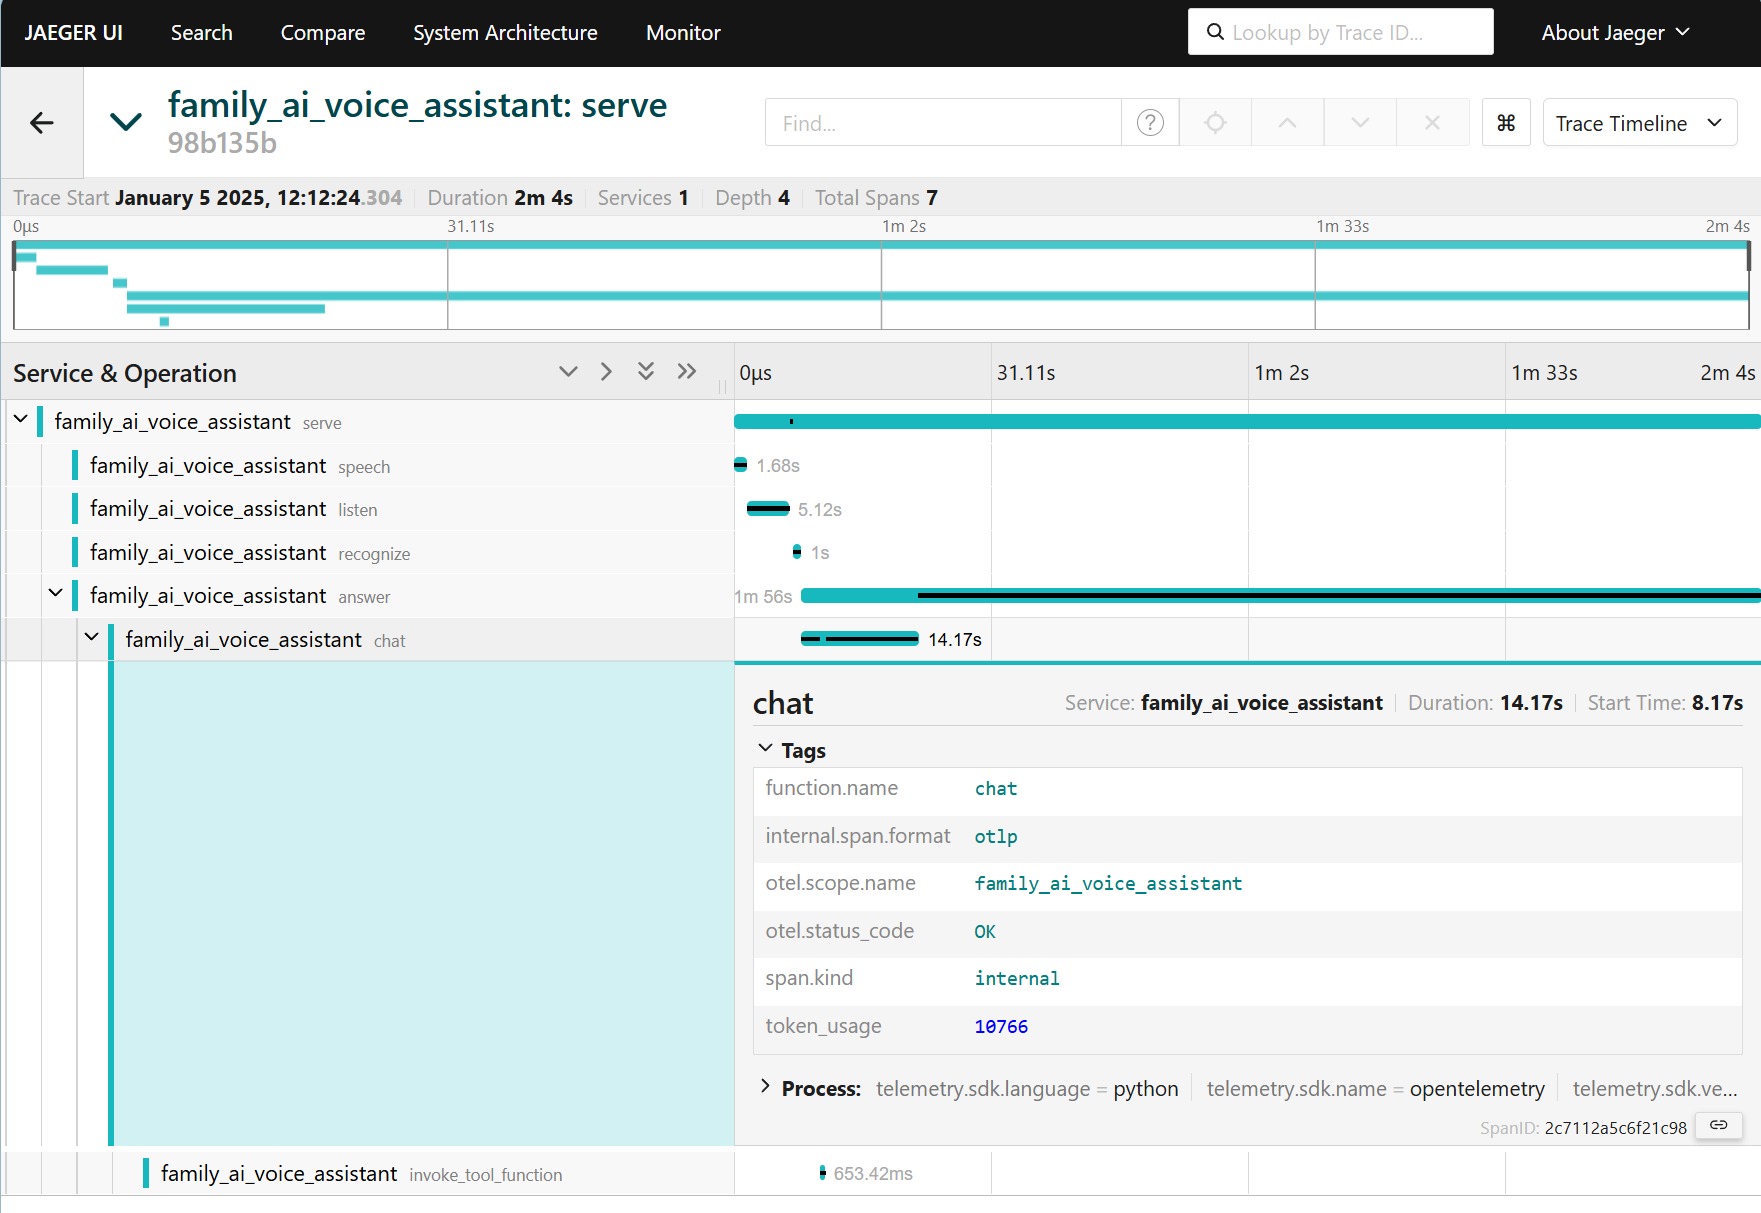 JAEGER UI Search Compare System Architecture Monitor Lookup by Trace ID... About Jaeger
family_ai_voice_assistant: serve
98b135b
Find... ? ⌘ Trace Timeline
Trace Start January 5 2025, 12:12:24.304 Duration 2m 4s Services 1 Depth 4 Total Spans 7
0μs 31.11s 1m 2s 1m 33s 2m 4s
Service & Operation 0μs 31.11s 1m 2s 1m 33s 2m 4s
family_ai_voice_assistant serve
family_ai_voice_assistant speech 1.68s
family_ai_voice_assistant listen 5.12s
family_ai_voice_assistant recognize 1s
family_ai_voice_assistant answer 1m 56s
family_ai_voice_assistant chat 14.17s
chat Service: family_ai_voice_assistant Duration: 14.17s Start Time: 8.17s
Tags
function.name chat
internal.span.format otlp
otel.scope.name family_ai_voice_assistant
otel.status_code OK
span.kind internal
token_usage 10766
Process: telemetry.sdk.language = python telemetry.sdk.name = opentelemetry telemetry.sdk.ve...
SpanID: 2c7112a5c6f21c98
family_ai_voice_assistant invoke_tool_function 653.42ms